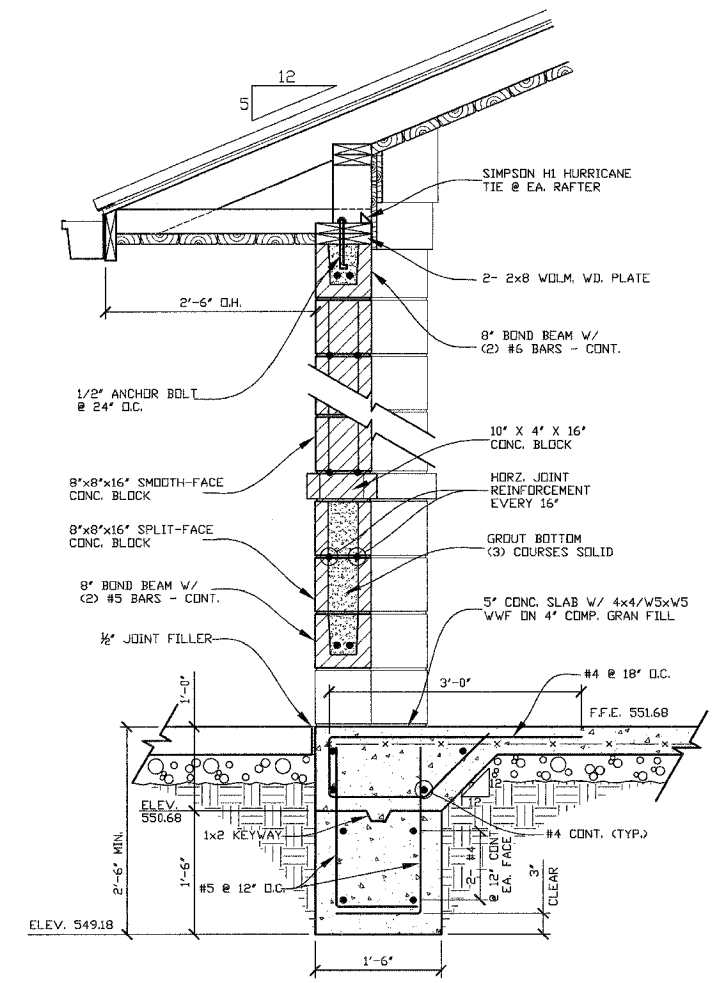 12
5
SIMPSON H1 HURRICANE
TIE @ EA. RAFTER
2- 2x8 WOLM. WD. PLATE
2'-6" O.H.
8" BOND BEAM W/
(2) #6 BARS - CONT.
1/2" ANCHOR BOLT
@ 24" O.C.
10" X 4" X 16"
CONC. BLOCK
8"x8"x16" SMOOTH-FACE
CONC. BLOCK
HORZ. JOINT
REINFORCEMENT
EVERY 16"
8"x8"x16" SPLIT-FACE
CONC. BLOCK
GROUT BOTTOM
(3) COURSES SOLID
8" BOND BEAM W/
(2) #5 BARS - CONT.
5" CONC. SLAB W/ 4x4/W5xW5
WWF ON 4" COMP. GRAN FILL
½" JOINT FILLER
3'-0"
#4 @ 18" O.C.
1'-0"
F.F.E. 551.68
12
12
ELEV.
550.68
1x2 KEYWAY
#4 CONT. (TYP.)
2'-6" MIN.
1'-6"
#5 @ 12" O.C.
2- #4
@ 12" CONT
EA. FACE
3"
CLEAR
ELEV. 549.18
1'-6"